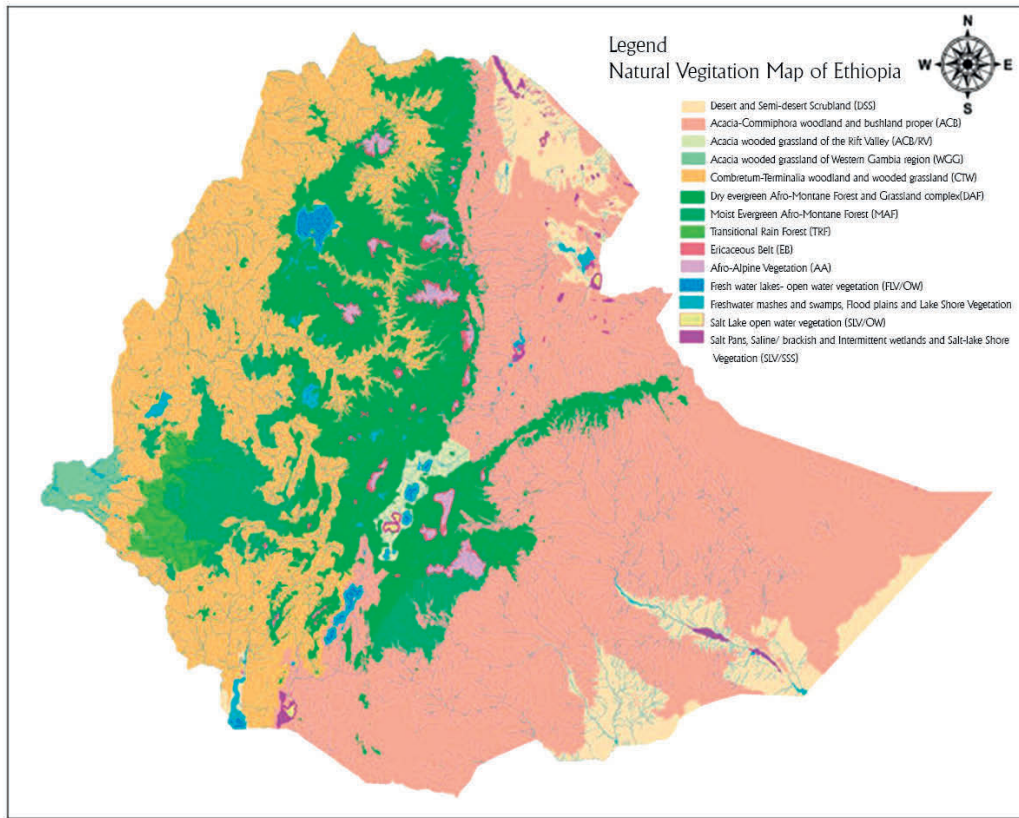 Legend
Natural Vegitation Map of Ethiopia
N
W
E
S
Desert and Semi-desert Scrubland (DSS)
Acacia-Commiphora woodland and bushland proper (ACB)
Acacia wooded grassland of the Rift Valley (ACB/RV)
Acacia wooded grassland of Western Gambia region (WGG)
Combretum-Terminalia woodland and wooded grassland (CTW)
Dry evergreen Afro-Montane Forest and Grassland complex(DAF)
Moist Evergreen Afro-Montane Forest (MAF)
Transitional Rain Forest (TRF)
Ericaceous Belt (EB)
Afro-Alpine Vegetation (AA)
Fresh water lakes- open water vegetation (FLV/OW)
Freshwater mashes and swamps, Flood plains and Lake Shore Vegetation
Salt Lake open water vegetation (SLV/OW)
Salt Pans, Saline/ brackish and Intermittent wetlands and Salt-lake Shore
Vegetation (SLV/SSS)